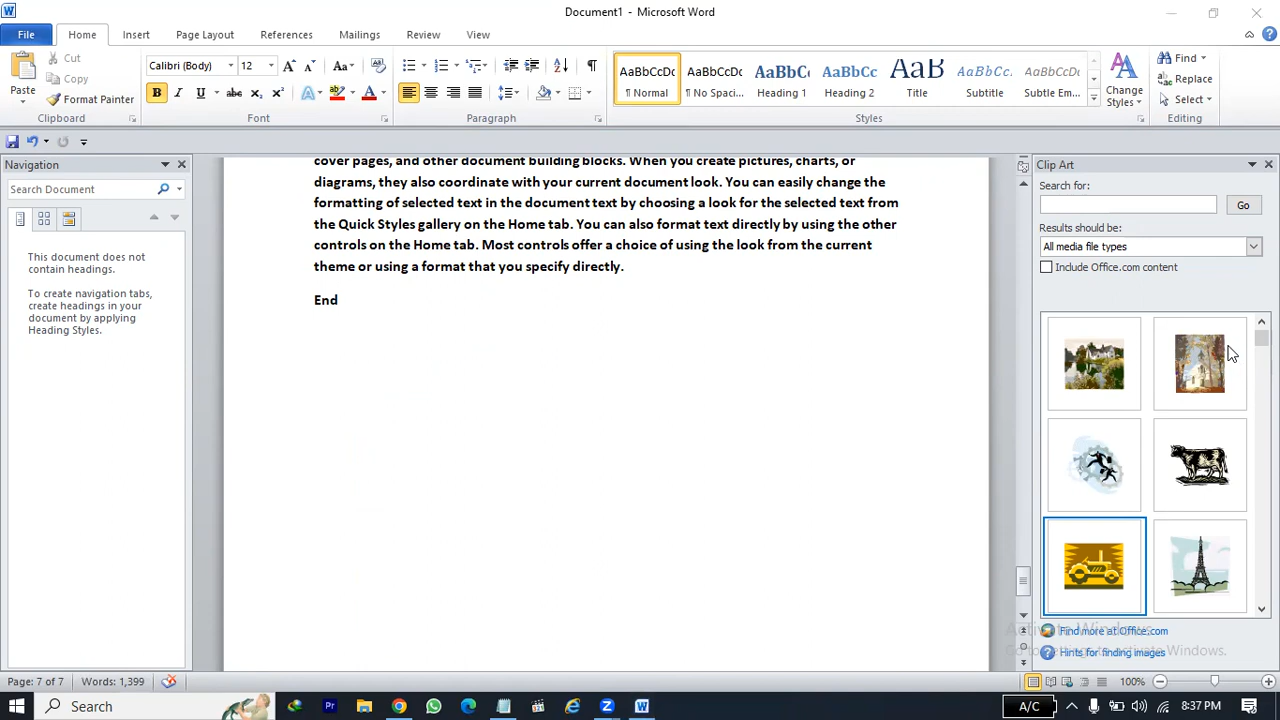 Document1 - Microsoft Word
File Home Insert Page Layout References Mailings Review View
Paste
Cut
Copy
Format Painter
Clipboard
Calibri (Body) 12
Font
Paragraph
AaBbCcDc AaBbCcDc AaBbCc AaBbCc AaB AaBbCc. AaBbCcDc
¶ Normal ¶ No Spaci... Heading 1 Heading 2 Title Subtitle Subtle Em...
Styles
Change Styles
Find
Replace
Select
Editing
Navigation
Search Document
This document does not
contain headings.
To create navigation tabs,
create headings in your
document by applying
Heading Styles.
cover pages, and other document building blocks. When you create pictures, charts, or
diagrams, they also coordinate with your current document look. You can easily change the
formatting of selected text in the document text by choosing a look for the selected text from
the Quick Styles gallery on the Home tab. You can also format text directly by using the other
controls on the Home tab. Most controls offer a choice of using the look from the current
theme or using a format that you specify directly.
End
Clip Art
Search for:
Go
Results should be:
All media file types
Include Office.com content
Find more at Office.com
Hints for finding images
Activate Windows
Go to Settings to activate Windows.
Page: 7 of 7 Words: 1,399 100%
Search A/C 8:37 PM